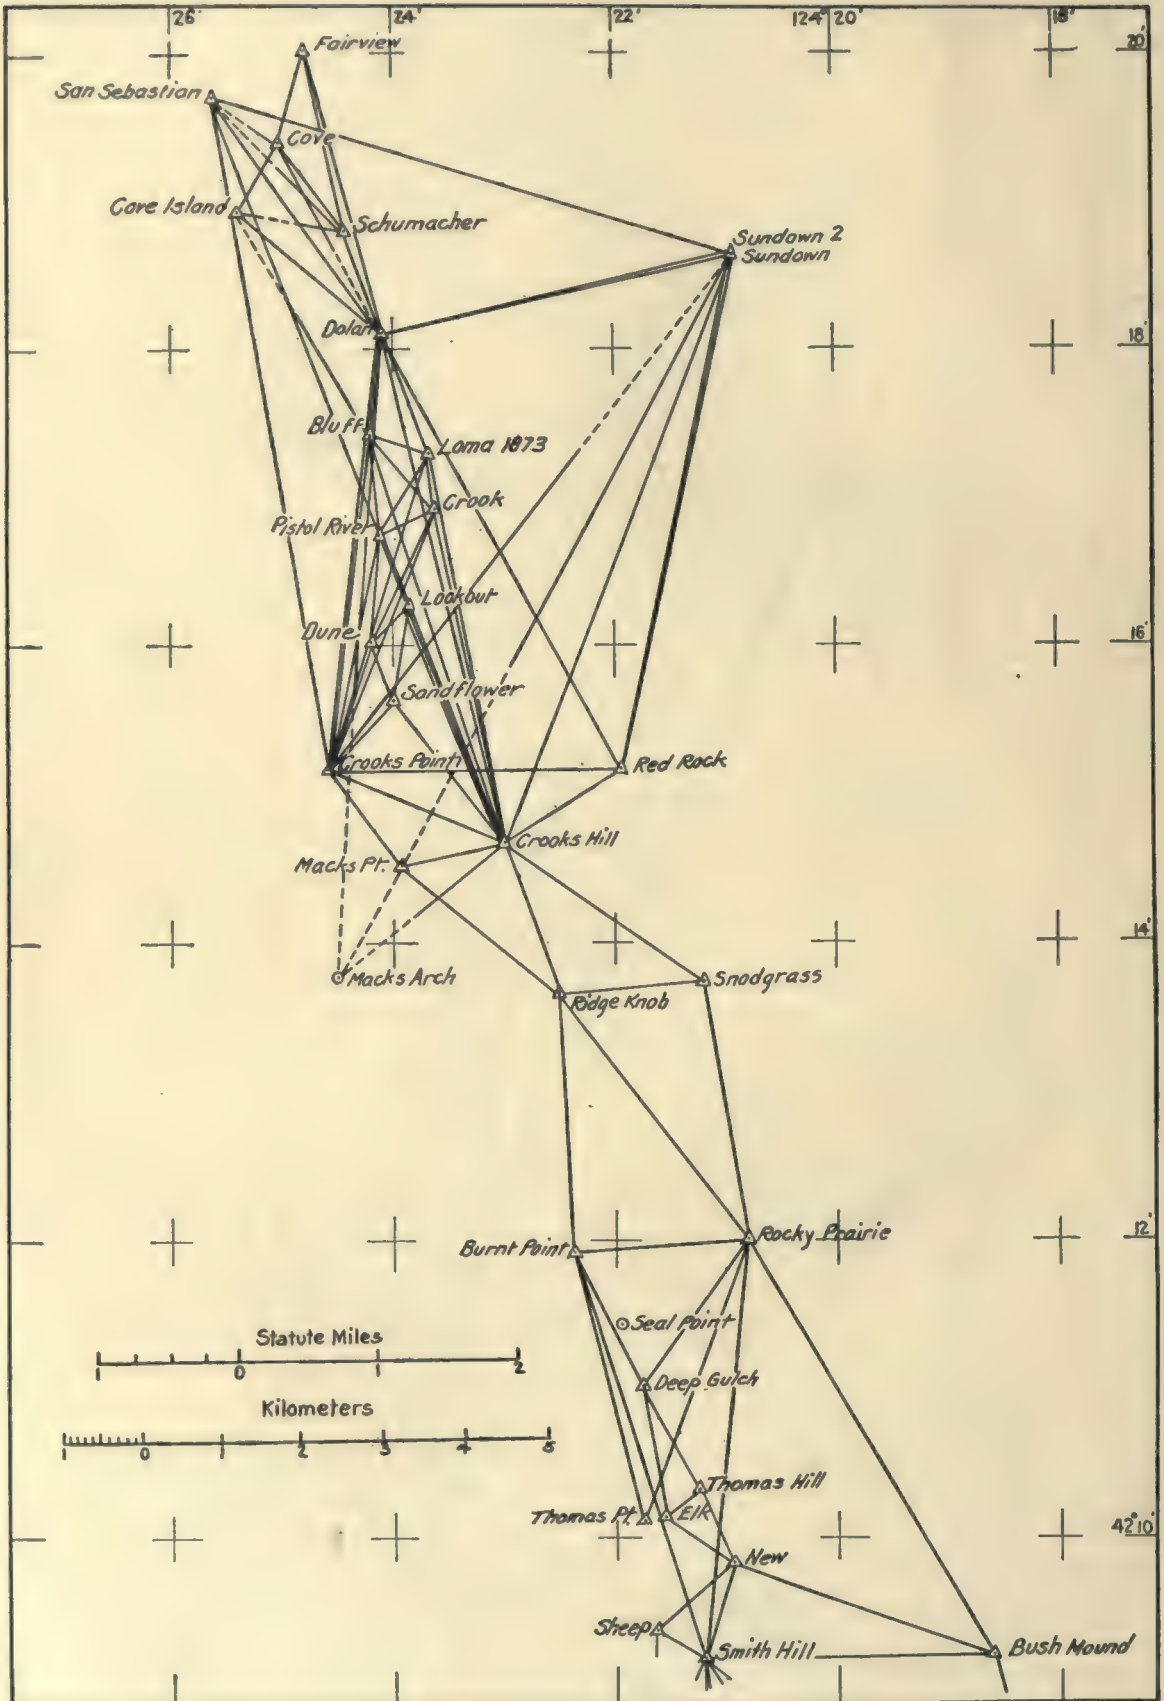 26'
24'
22'
124° 20'
18'
20'
Fairview
San Sebastian
Cove
Cove Island
Schumacher
Sundown 2
Sundown
Dolan
18'
Bluff
Loma 1873
Crook
Pistol River
Lookout
Dune
16'
Sandflower
Crooks Point
Red Rock
Crooks Hill
Macks Pt.
14'
Macks Arch
Snodgrass
Ridge Knob
Rocky Prairie
12'
Burnt Point
Seal Point
Statute Miles
1 0 1 2
Deep Gulch
Kilometers
1 0 1 2 3 4 5
Thomas Hill
Thomas Pt.
Elk
42° 10'
New
Sheep
Smith Hill
Bush Mound